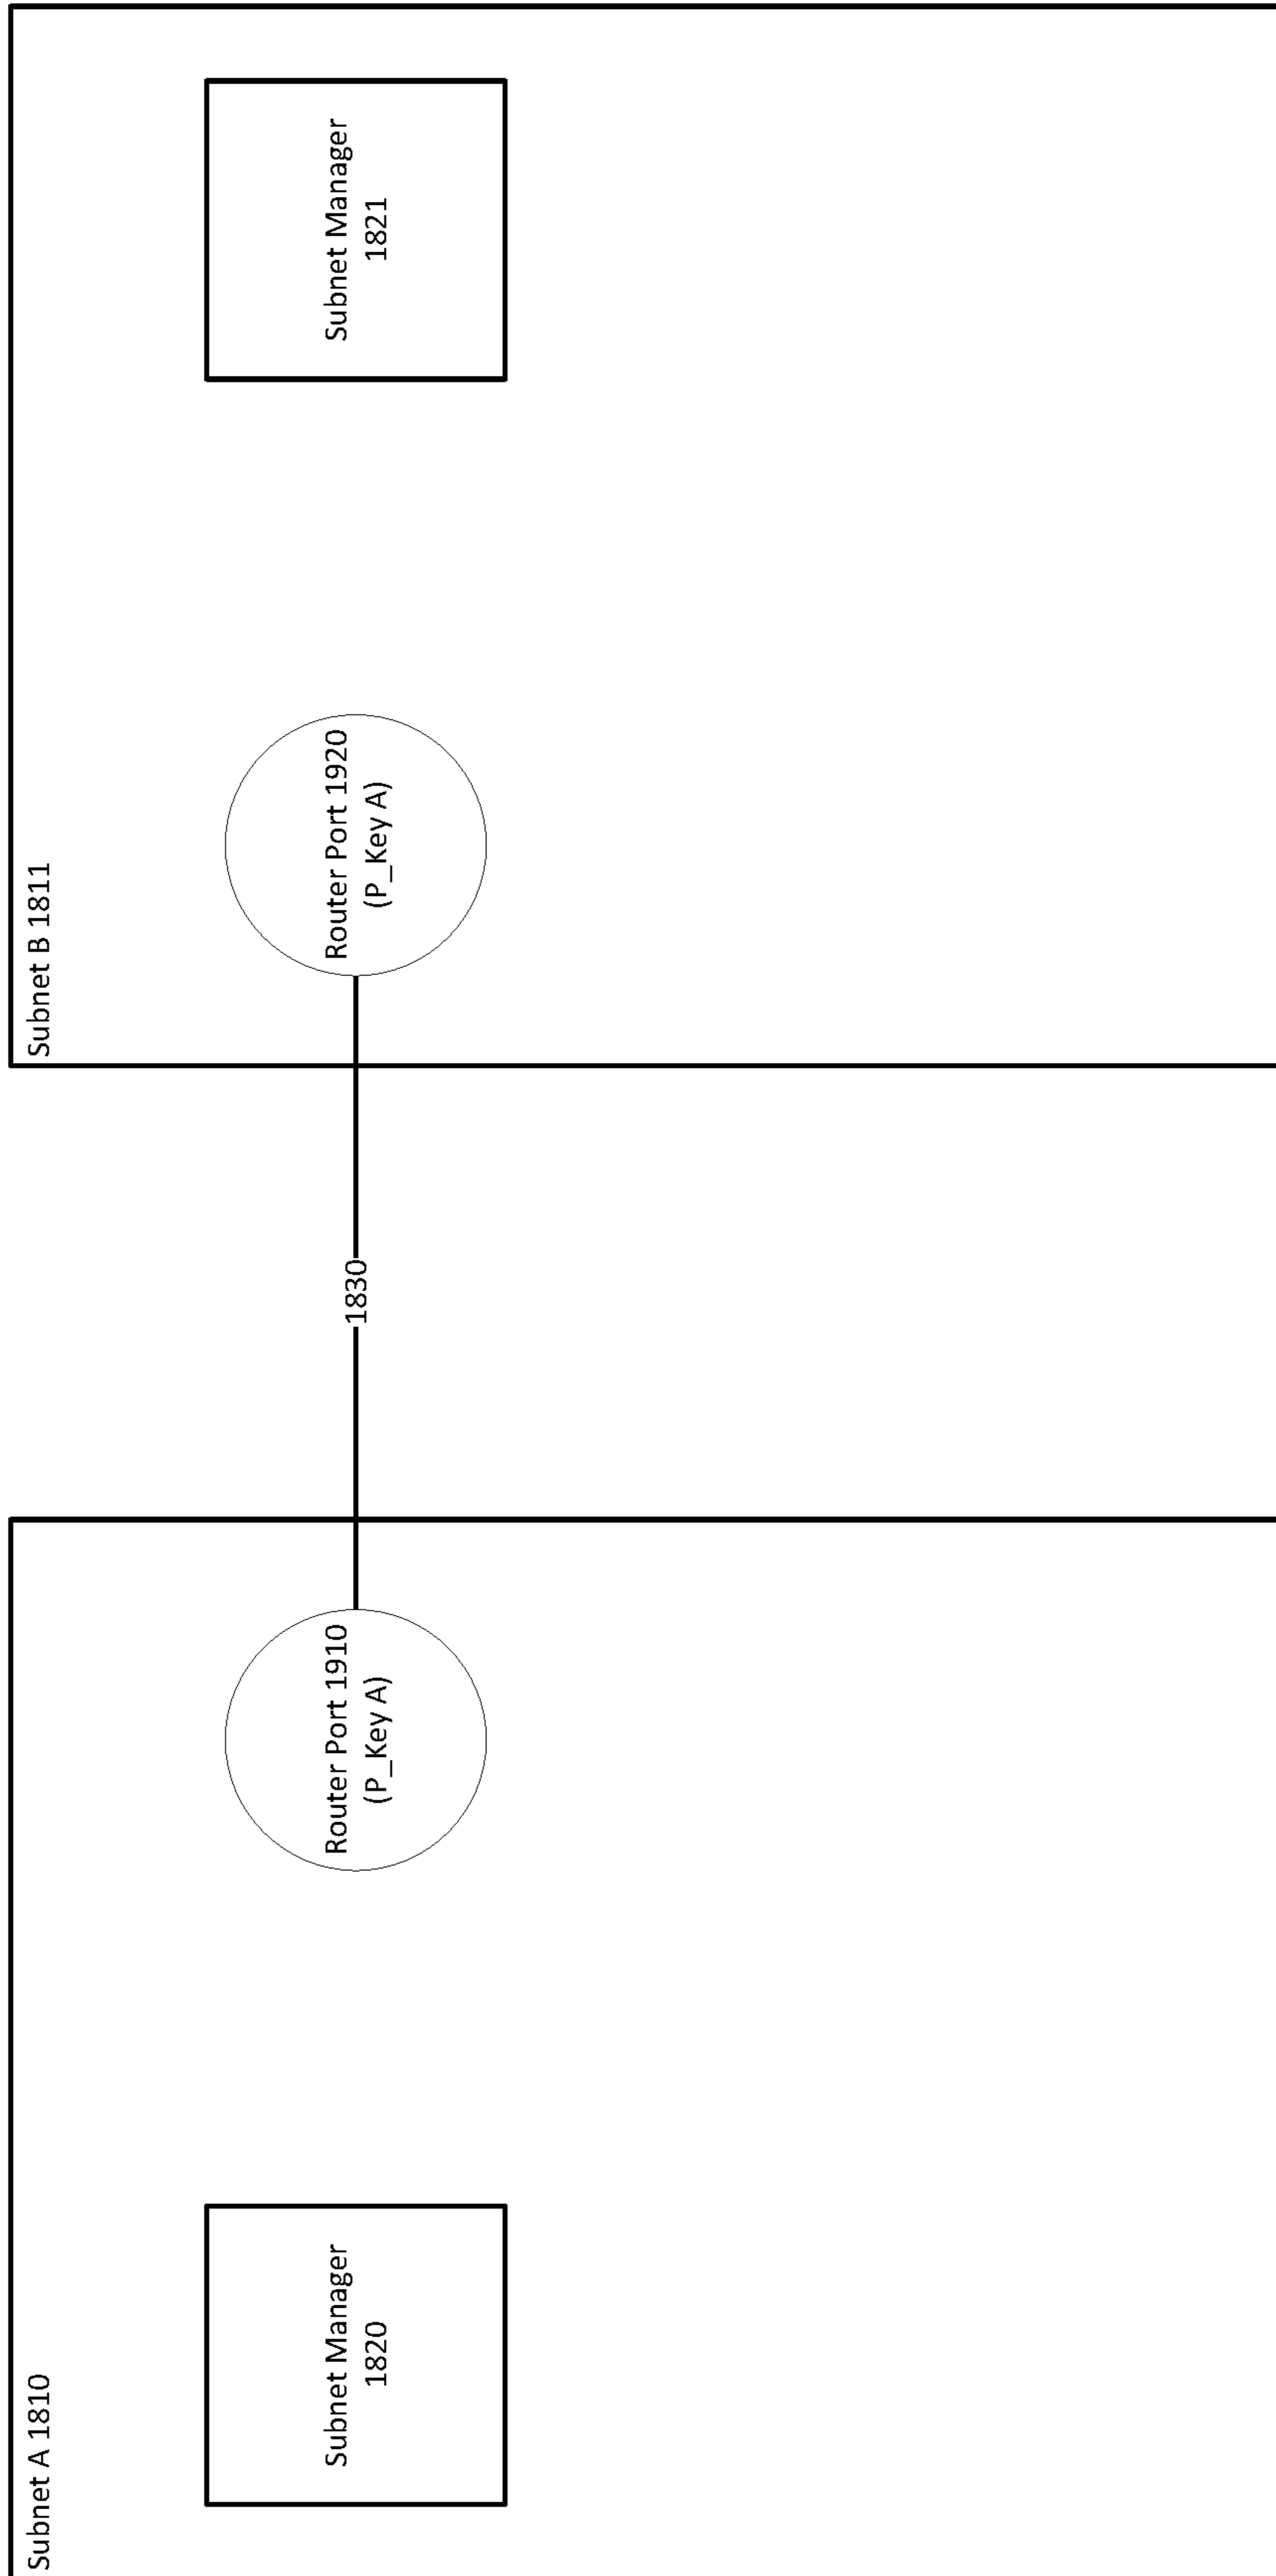 Subnet A 1810
Subnet Manager
1820
Router Port 1910
(P_Key A)
1830
Subnet B 1811
Router Port 1920
(P_Key A)
Subnet Manager
1821